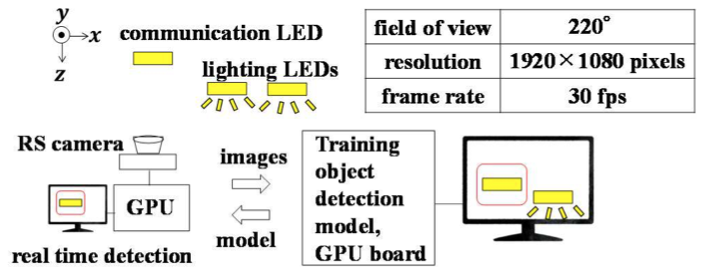 y
x
z
communication LED
lighting LEDs
field of view 220°
resolution 1920×1080 pixels
frame rate 30 fps
RS camera
GPU
real time detection
images
model
Training
object
detection
model,
GPU board